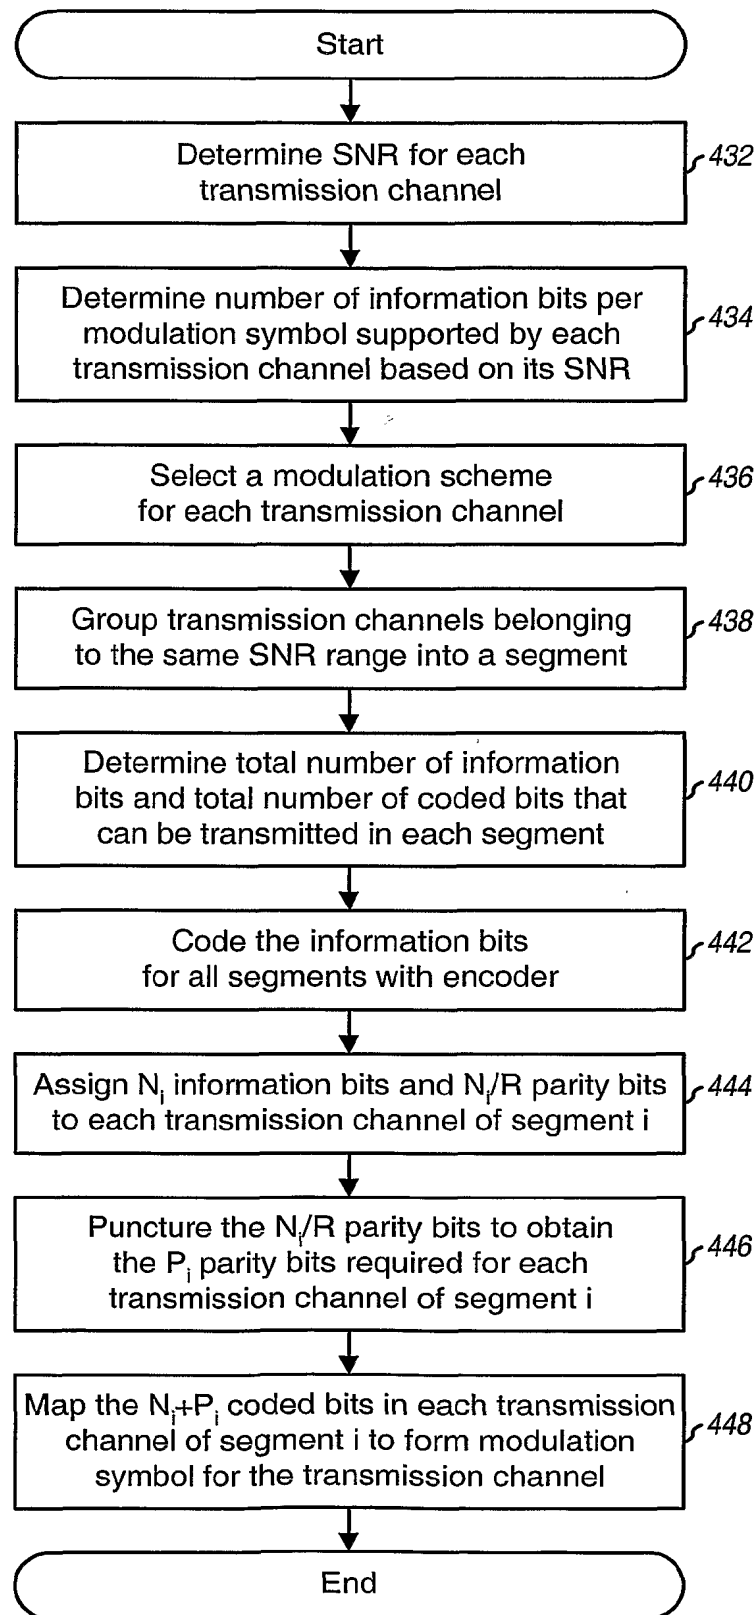 Start
Determine SNR for each
transmission channel
432
Determine number of information bits per
modulation symbol supported by each
transmission channel based on its SNR
434
Select a modulation scheme
for each transmission channel
436
Group transmission channels belonging
to the same SNR range into a segment
438
Determine total number of information
bits and total number of coded bits that
can be transmitted in each segment
440
Code the information bits
for all segments with encoder
442
Assign Nᵢ information bits and Nᵢ/R parity bits
to each transmission channel of segment i
444
Puncture the Nᵢ/R parity bits to obtain
the Pᵢ parity bits required for each
transmission channel of segment i
446
Map the Nᵢ+Pᵢ coded bits in each transmission
channel of segment i to form modulation
symbol for the transmission channel
448
End